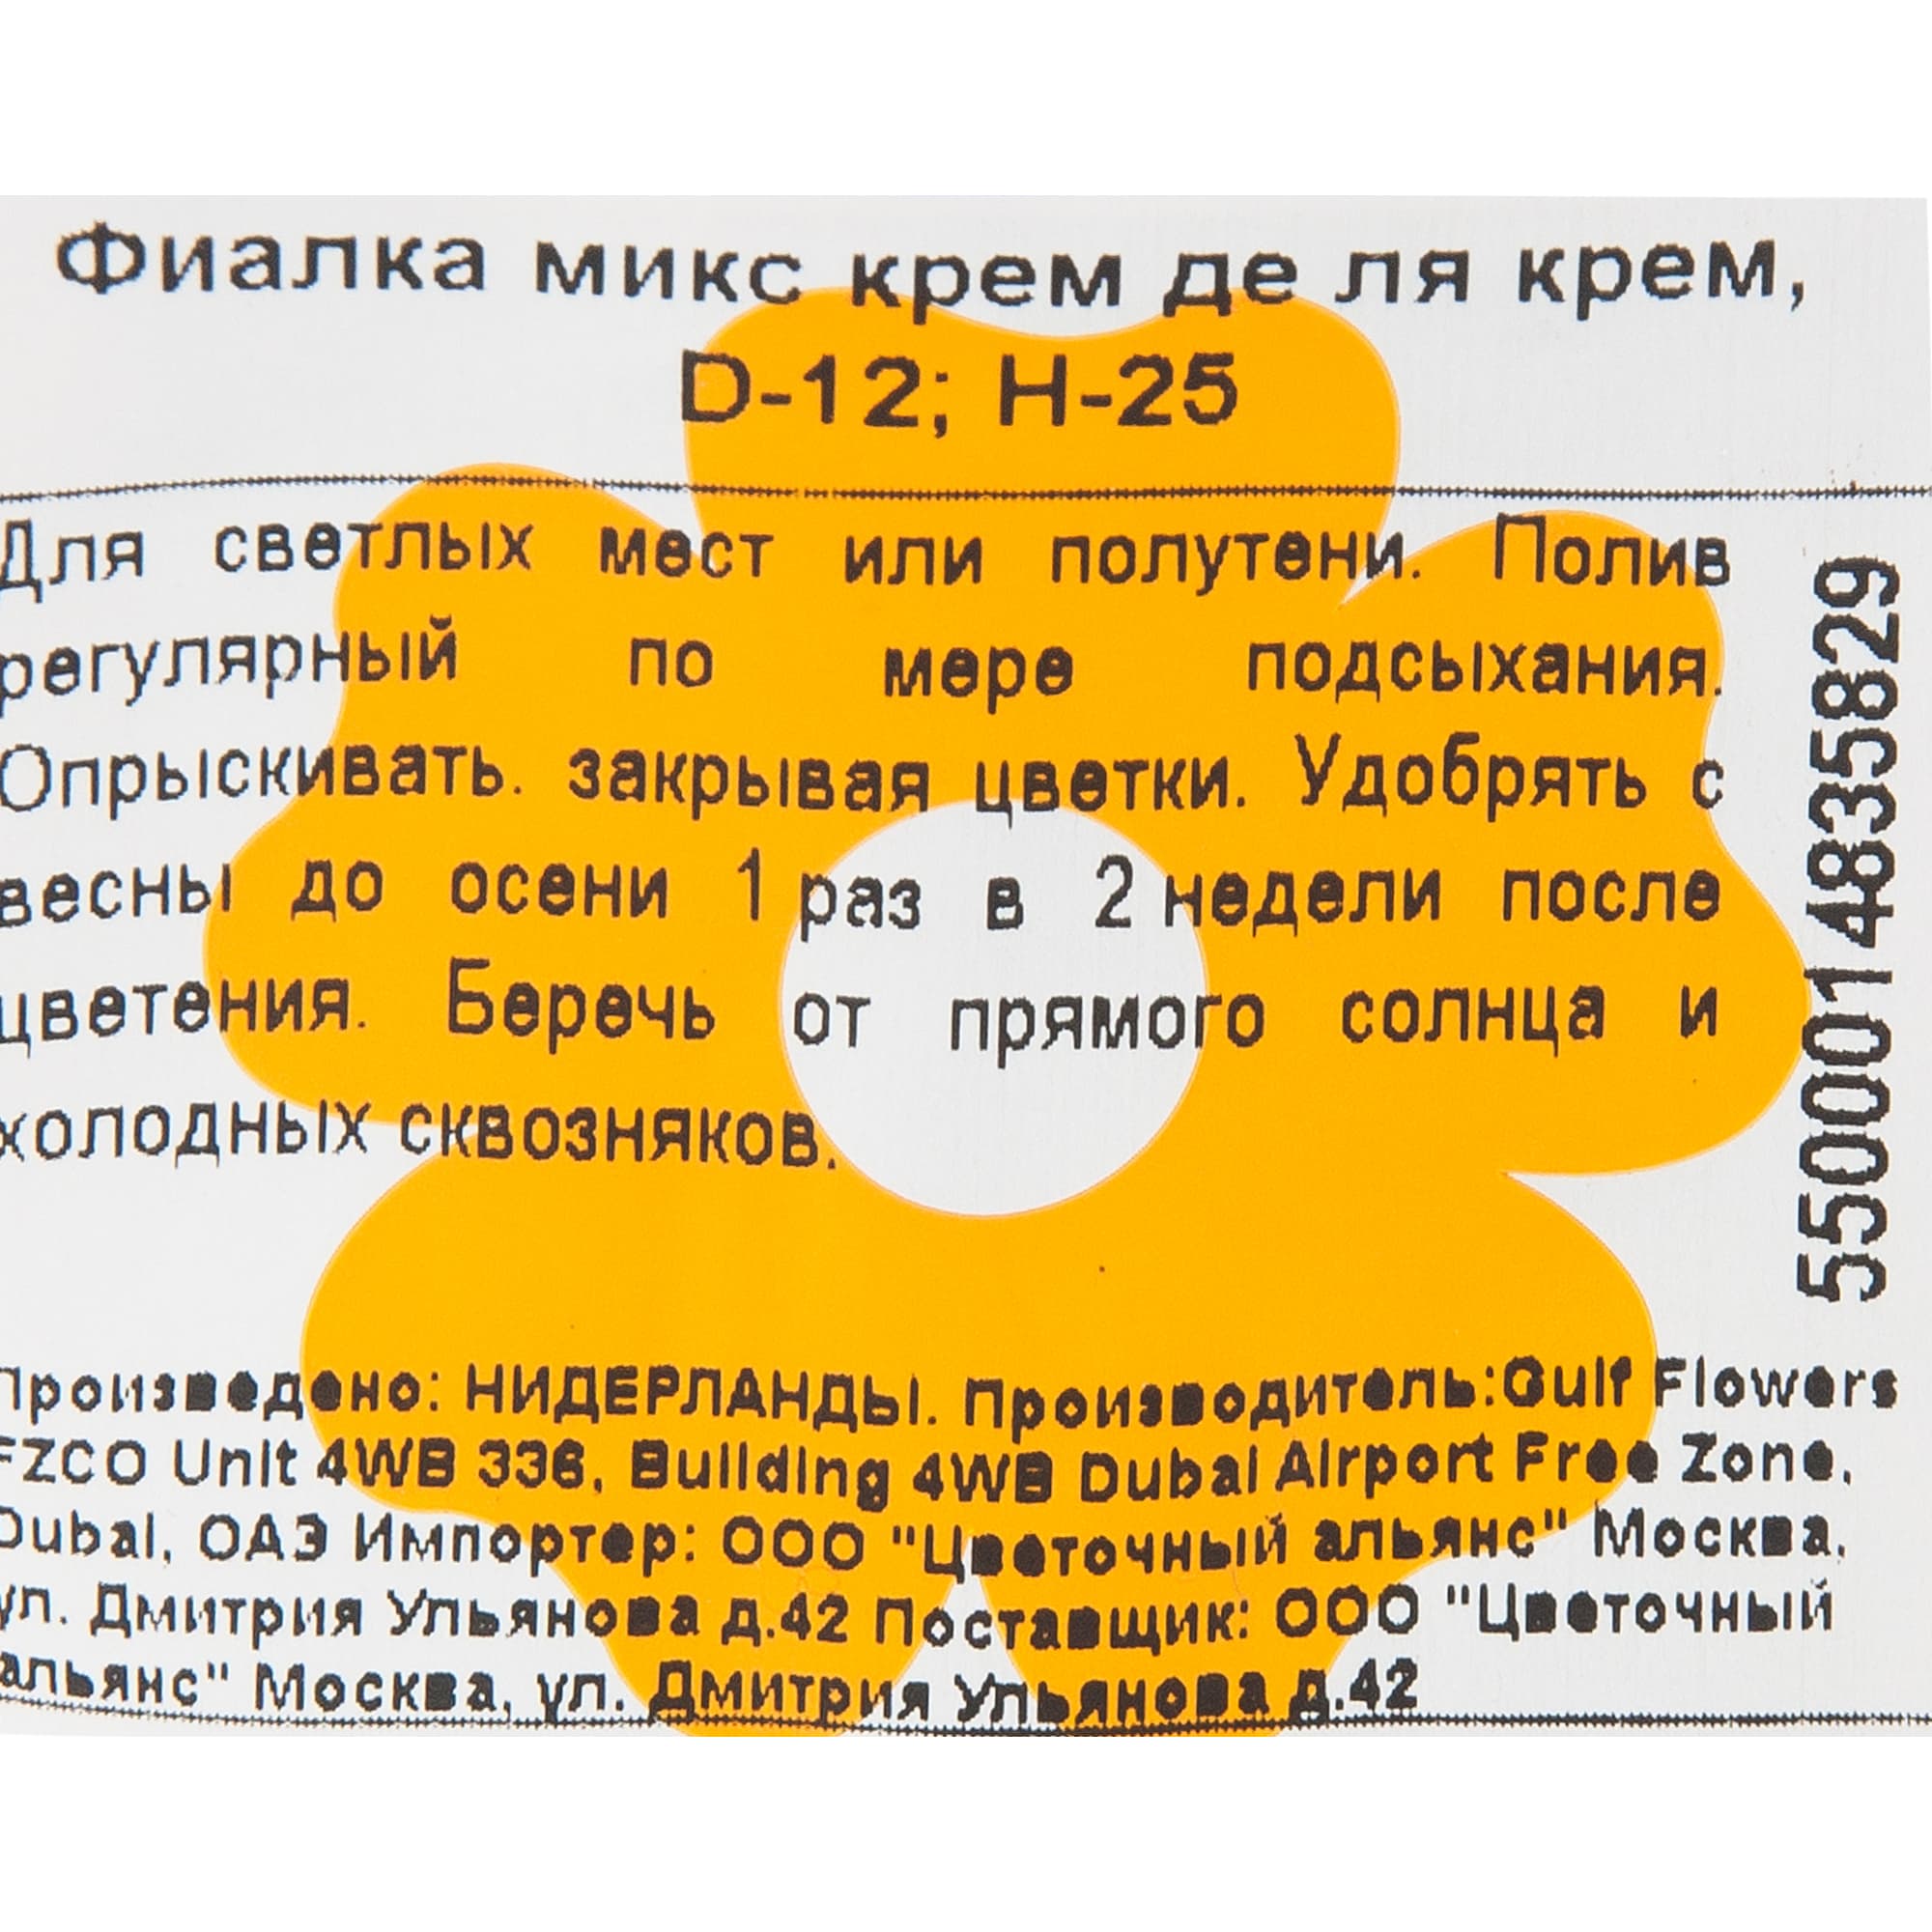 Фиалка микс крем де ля крем,
D-12; H-25
Для светлых мест или полутени. Полив
регулярный по мере подсыхания.
Опрыскивать. закрывая цветки. Удобрять с
весны до осени 1 раз в 2 недели после
цветения. Беречь от прямого солнца и
холодных сквозняков.
5500014835829
Произведено: НИДЕРЛАНДЫ. Производитель:Gulf Flowers
FZCO Unit 4WB 336, Building 4WB Dubai Airport Free Zone,
Dubai, ОАЭ Импортер: ООО "Цветочный альянс" Москва,
ул. Дмитрия Ульянова д.42 Поставщик: ООО "Цветочный
альянс" Москва, ул. Дмитрия Ульянова д.42